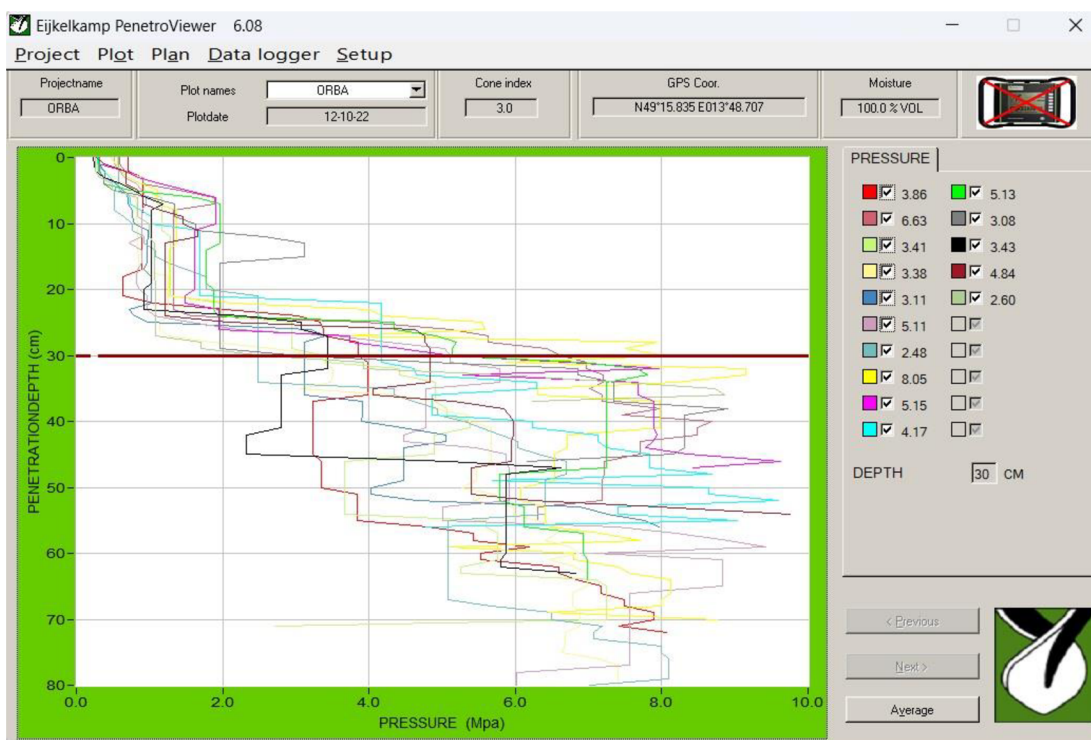 Eijkelkamp PenetroViewer 6.08
Project Plot Plan Data logger Setup
Projectname
ORBA
Plot names ORBA
Plotdate 12-10-22
Cone index
3.0
GPS Coor.
N49°15.835 E013°48.707
Moisture
100.0 % VOL
PRESSURE
3.86 5.13
6.63 3.08
3.41 3.43
3.38 4.84
3.11 2.60
5.11
2.48
8.05
5.15
4.17
DEPTH 30 CM
< Previous
Next >
Average
PENETRATIONDEPTH (cm)
0
10
20
30
40
50
60
70
80
0.0 2.0 4.0 6.0 8.0 10.0
PRESSURE (Mpa)